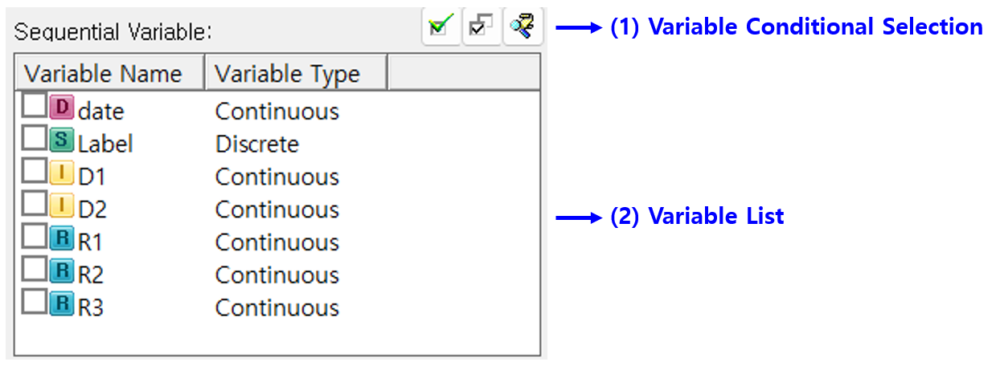 Sequential Variable: (1) Variable Conditional Selection
Variable Name Variable Type
D date Continuous
S Label Discrete
I D1 Continuous
I D2 Continuous (2) Variable List
R R1 Continuous
R R2 Continuous
R R3 Continuous